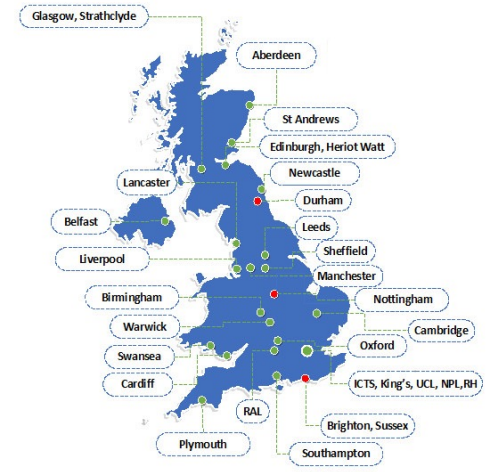 Glasgow, Strathclyde
Aberdeen
St Andrews
Edinburgh, Heriot Watt
Newcastle
Lancaster
Durham
Belfast
Leeds
Sheffield
Liverpool
Manchester
Birmingham
Nottingham
Warwick
Cambridge
Swansea
Oxford
Cardiff
ICTS, King's, UCL, NPL,RH
RAL
Brighton, Sussex
Plymouth
Southampton